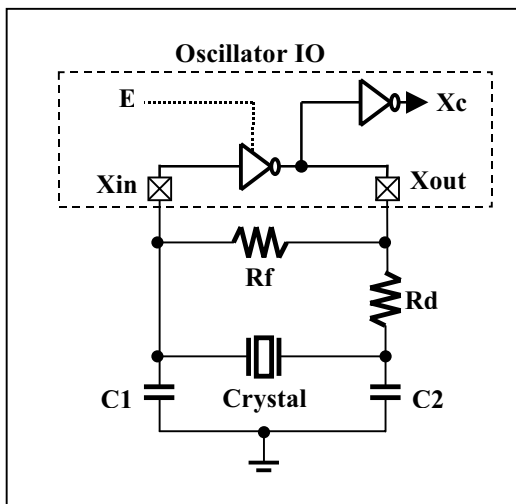 Oscillator IO
E
Xc
Xin
Xout
Rf
Rd
C1
Crystal
C2